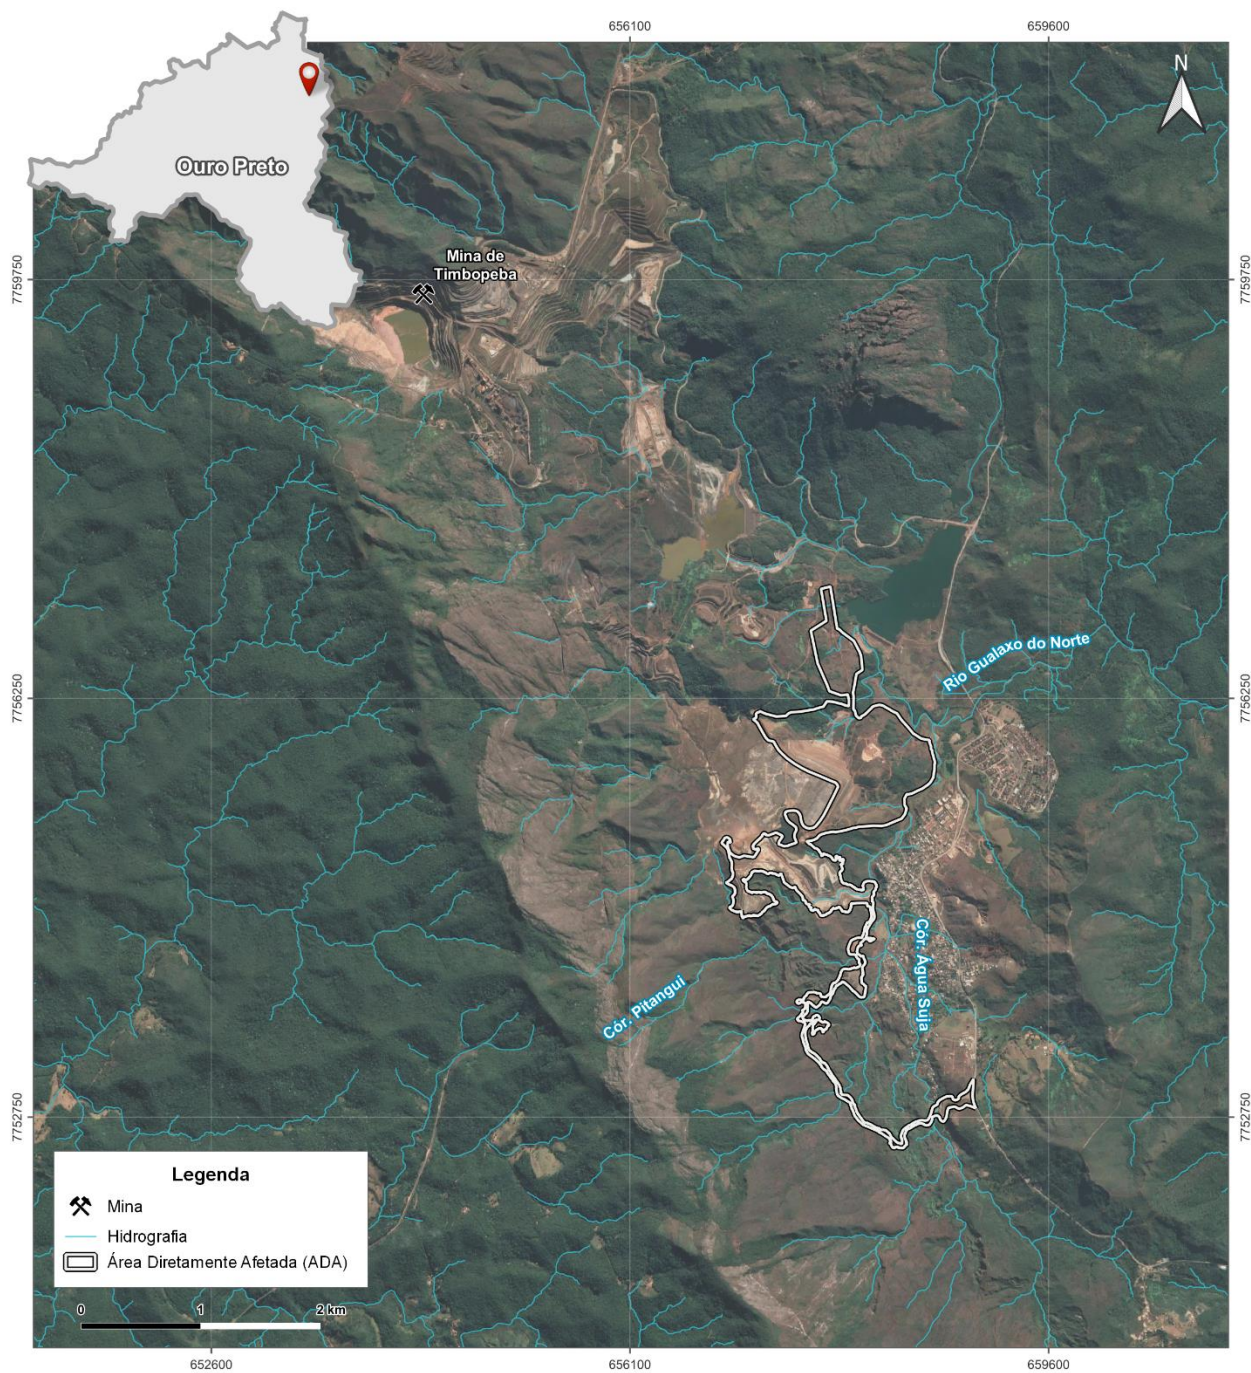 656100
659600
N
Ouro Preto
Mina de
Timbopeba
7759750
7759750
Rio Gualaxo do Norte
7756250
7756250
Cór. Água Suja
Cór. Pitangui
7752750
7752750
Legenda
Mina
Hidrografia
Área Diretamente Afetada (ADA)
0 1 2 km
652600
656100
659600